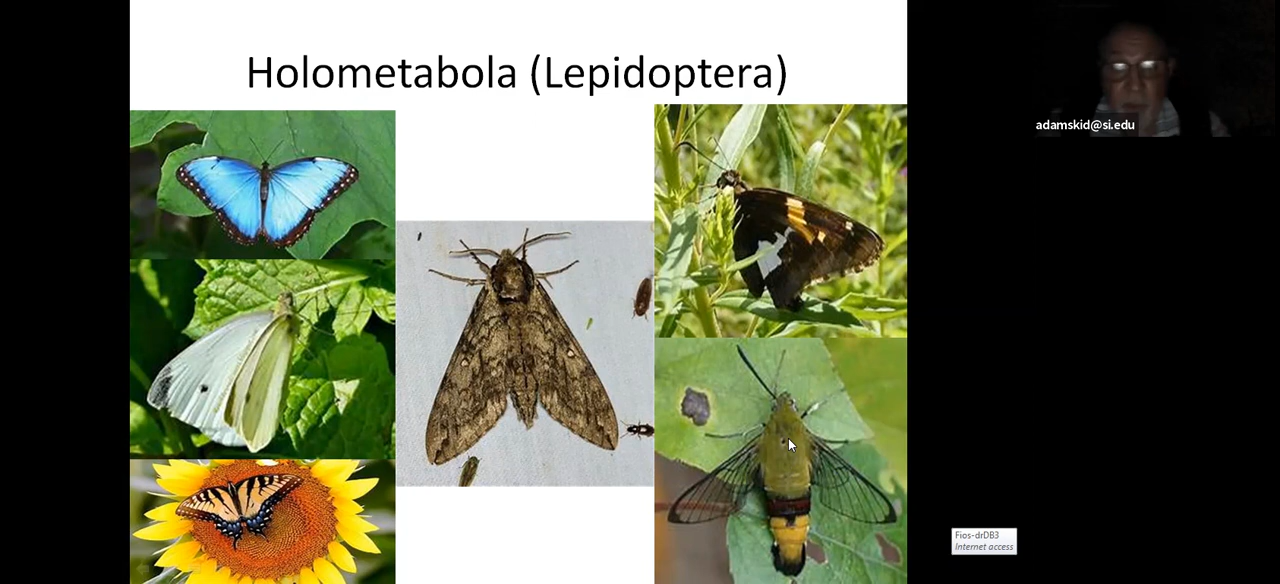 Holometabola (Lepidoptera)
adamskid@si.edu
Fios-drDB3
Internet access